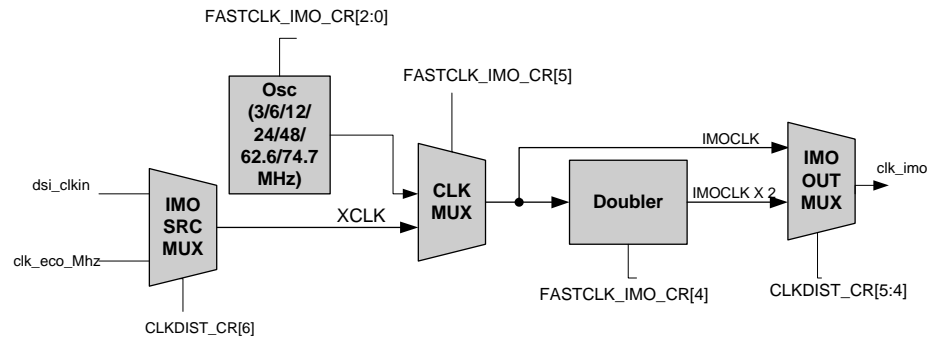 FASTCLK_IMO_CR[2:0]
Osc
(3/6/12/
24/48/
62.6/74.7
MHz)
FASTCLK_IMO_CR[5]
dsi_clkin
clk_eco_Mhz
IMO
SRC
MUX
XCLK
CLK
MUX
IMOCLK
Doubler
IMOCLK X 2
IMO
OUT
MUX
clk_imo
FASTCLK_IMO_CR[4]
CLKDIST_CR[5:4]
CLKDIST_CR[6]